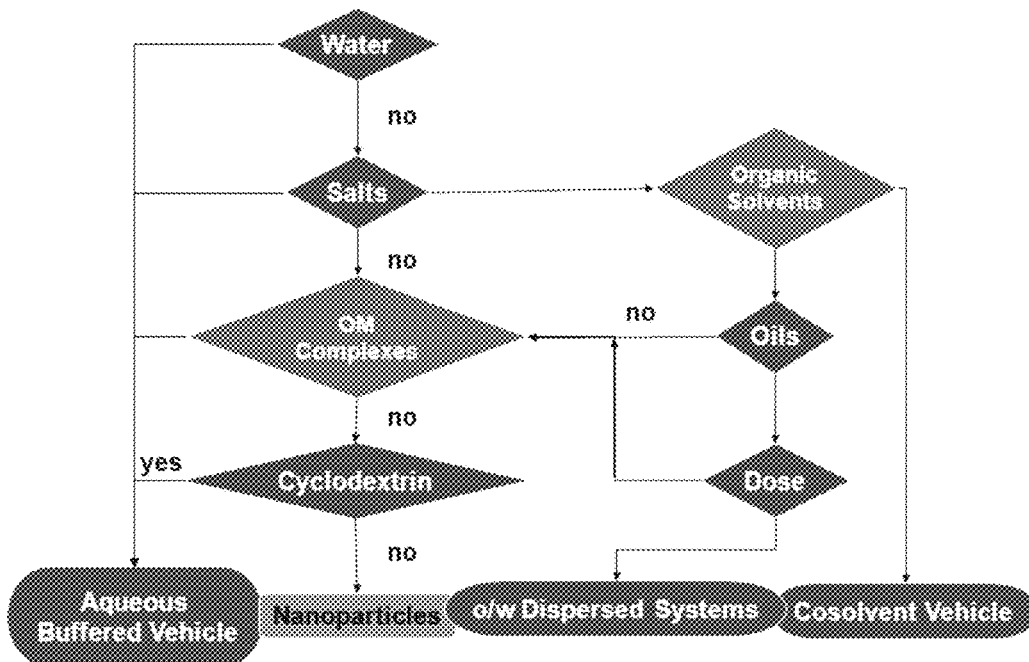 Water
no
Salts
Organic
Solvents
no
OM
Complexes
no
Oils
no
yes
Cyclodextrin
Dose
no
Aqueous
Buffered Vehicle
Nanoparticles
o/w Dispersed Systems
Cosolvent Vehicle